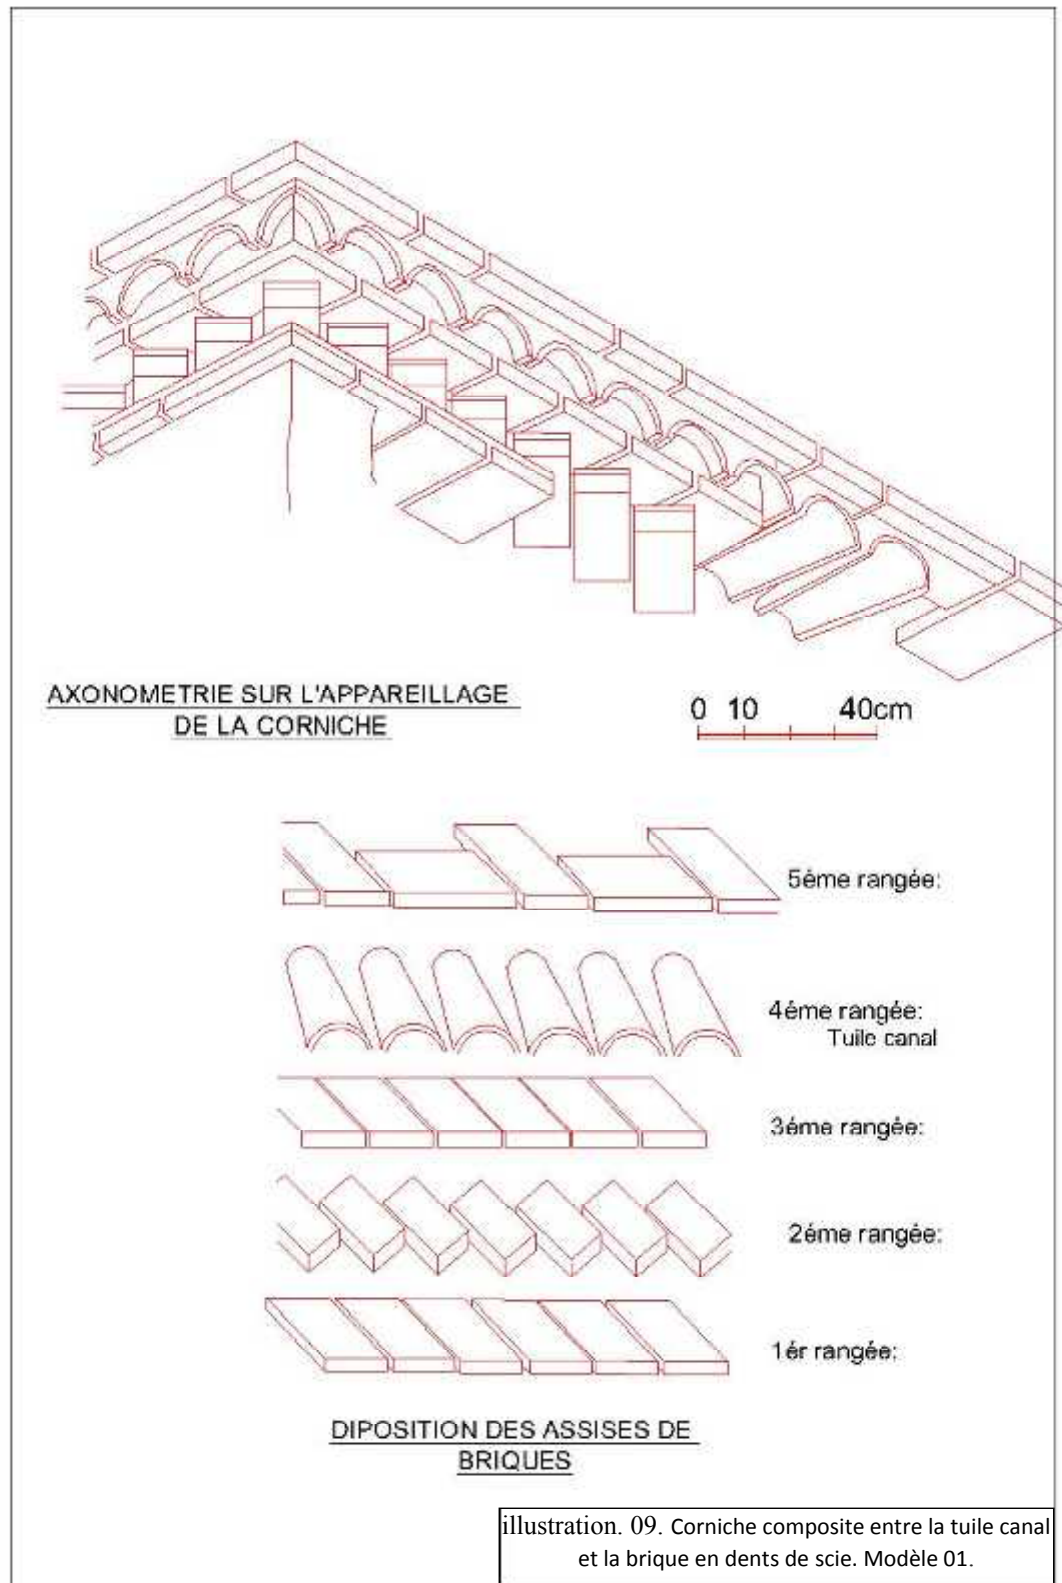 AXONOMETRIE SUR L'APPAREILLAGE
DE LA CORNICHE
0 10 40cm
5éme rangée:
4éme rangée:
Tuile canal
3éme rangée:
2éme rangée:
1ér rangée:
DIPOSITION DES ASSISES DE
BRIQUES
illustration. 09. Corniche composite entre la tuile canal
et la brique en dents de scie. Modèle 01.